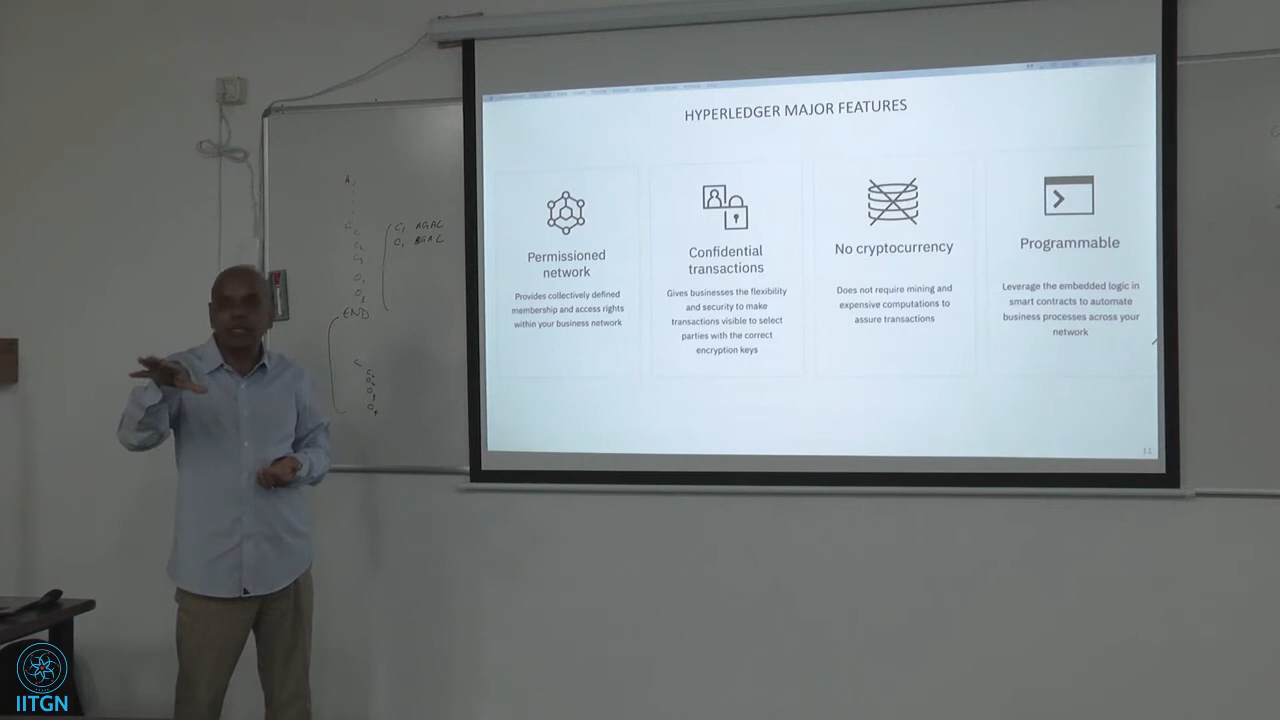 HYPERLEDGER MAJOR FEATURES
Permissioned
network
Provides collectively defined
membership and access rights
within your business network
Confidential
transactions
Gives businesses the flexibility
and security to make
transactions visible to select
parties with the correct
encryption keys
No cryptocurrency
Does not require mining and
expensive computations to
assure transactions
Programmable
Leverage the embedded logic in
smart contracts to automate
business processes across your
network
11
END
IITGN